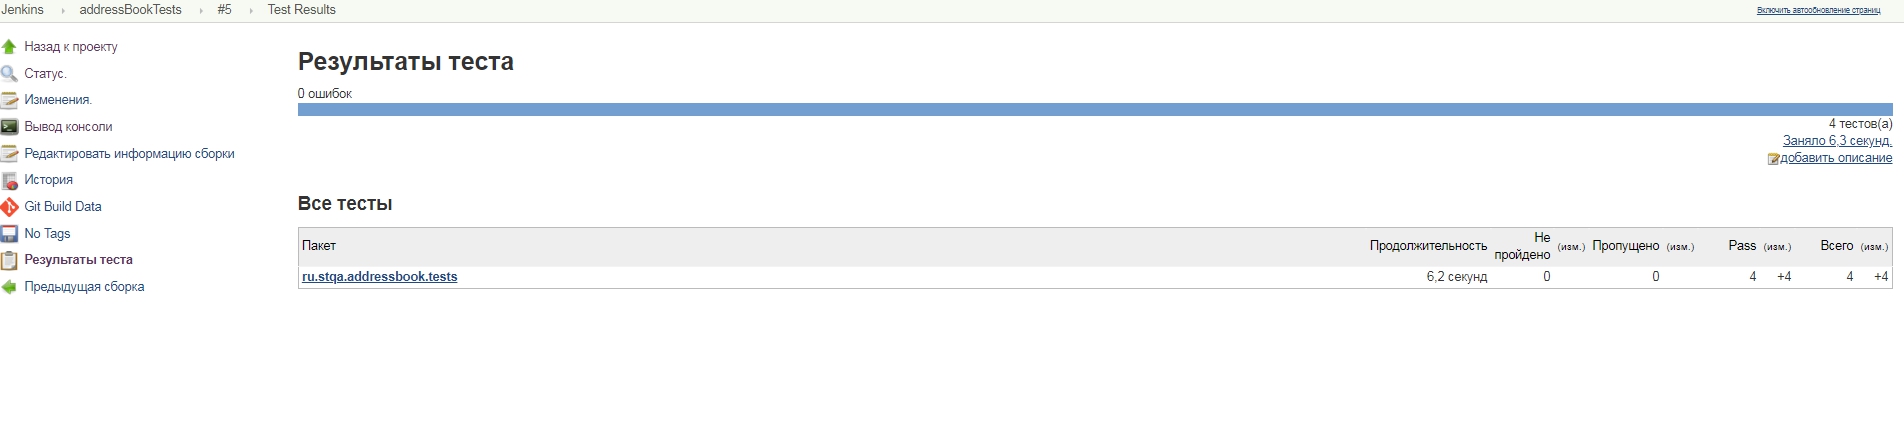 Jenkins addressBookTests #5 Test Results
Включить автообновление страниц
Назад к проекту
Статус.
Изменения.
Вывод консоли
Редактировать информацию сборки
История
Git Build Data
No Tags
Результаты теста
Предыдущая сборка
Результаты теста
0 ошибок
4 тестов(а)
Заняло 6,3 секунд.
добавить описание
Все тесты
Пакет Продолжительность Не пройдено (изм.) Пропущено (изм.) Pass (изм.) Всего (изм.)
ru.stqa.addressbook.tests 6,2 секунд 0 0 4 +4 4 +4